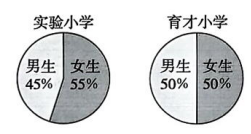 实验小学 育才小学
男生 女生 男生 女生
45% 55% 50% 50%